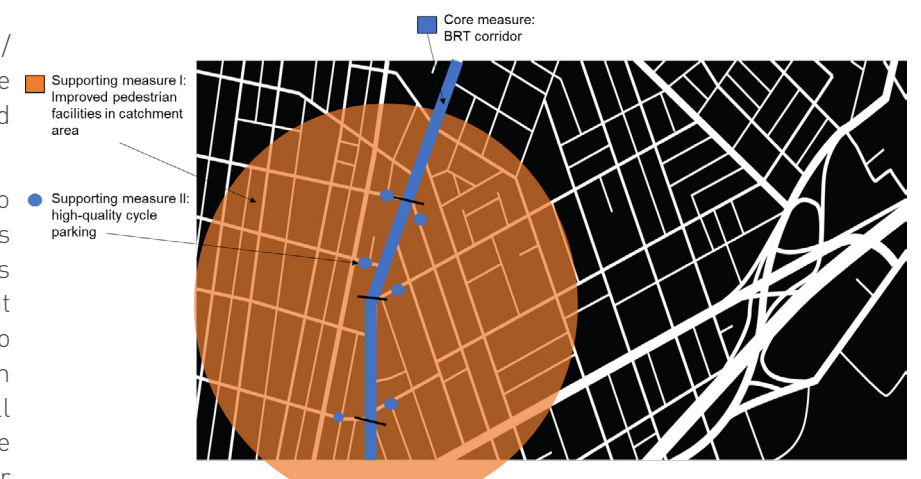 Core measure:
BRT corridor
/
Supporting measure I:
Improved pedestrian
facilities in catchment
area
e
d
Supporting measure II:
high-quality cycle
parking
o
s
s
t
o
n
ll
e
r